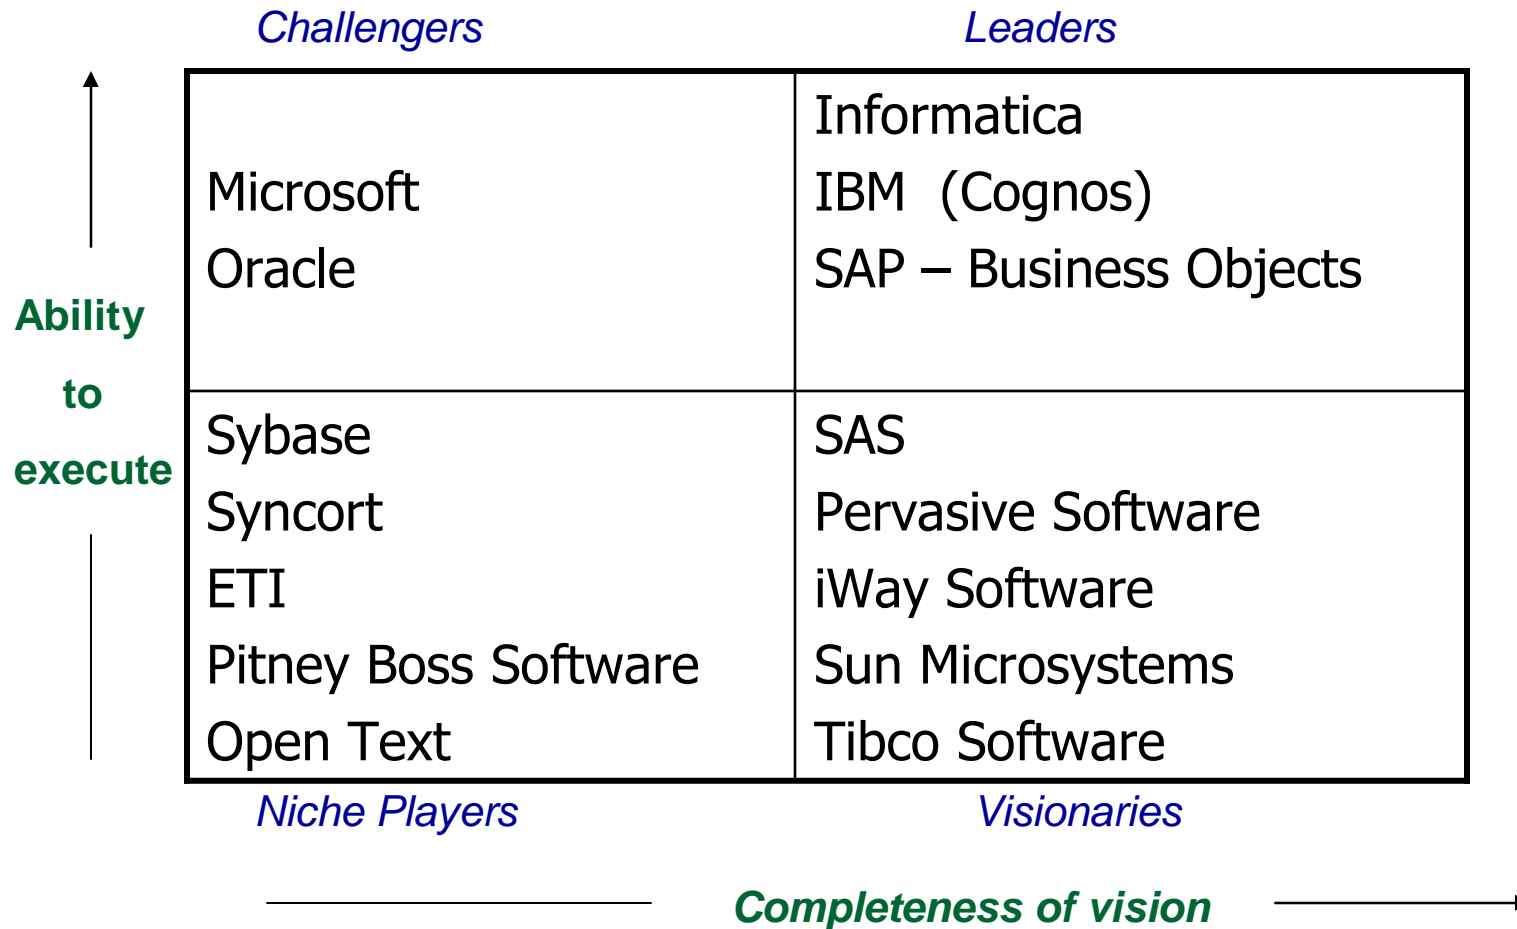 Challengers
Leaders
Ability
to
execute
Microsoft
Oracle
Informatica
IBM (Cognos)
SAP – Business Objects
Sybase
Syncort
ETI
Pitney Boss Software
Open Text
SAS
Pervasive Software
iWay Software
Sun Microsystems
Tibco Software
Niche Players
Visionaries
Completeness of vision